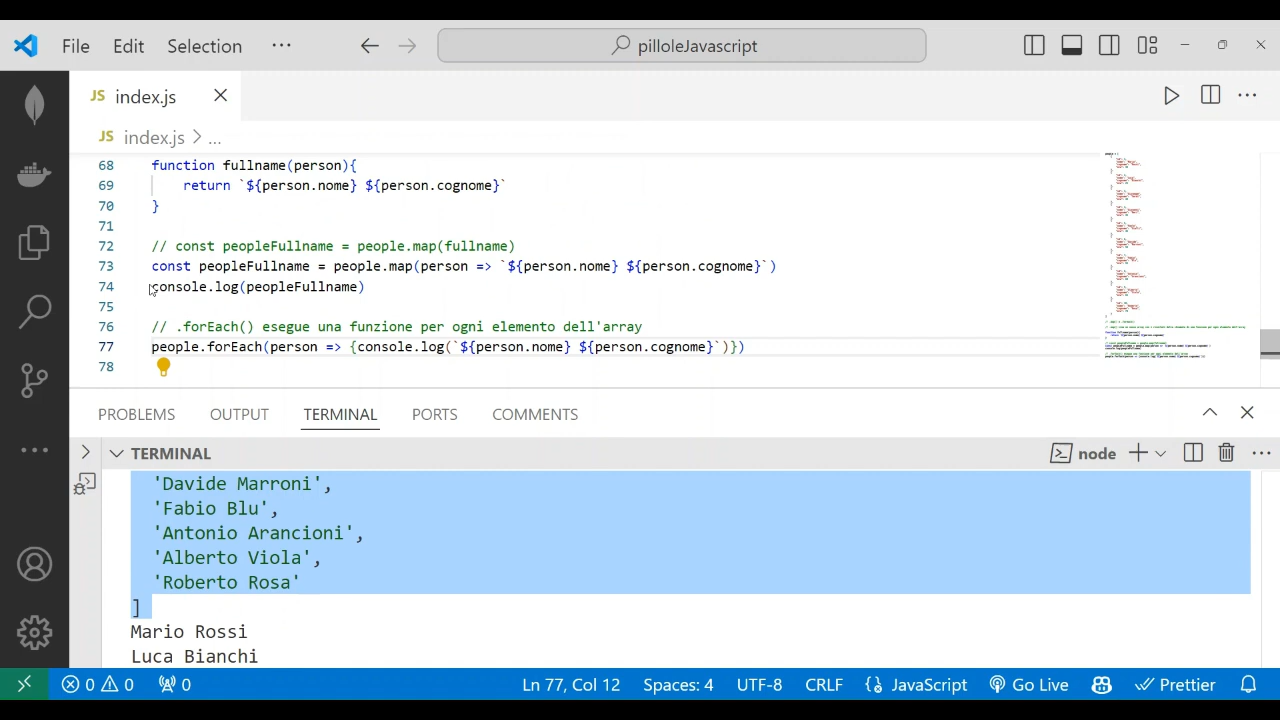 File Edit Selection ··· pilloleJavascript
JS index.js
JS index.js > ...
68 function fullname(person){
69 return `${person.nome} ${person.cognome}`
70 }
71
72 // const peopleFullname = people.map(fullname)
73 const peopleFullname = people.map(person => `${person.nome} ${person.cognome}`)
74 console.log(peopleFullname)
75
76 // .forEach() esegue una funzione per ogni elemento dell'array
77 people.forEach(person => {console.log(`${person.nome} ${person.cognome}`)})
78
PROBLEMS OUTPUT TERMINAL PORTS COMMENTS
TERMINAL node
'Davide Marroni',
'Fabio Blu',
'Antonio Arancioni',
'Alberto Viola',
'Roberto Rosa'
]
Mario Rossi
Luca Bianchi
0 0 0 Ln 77, Col 12 Spaces: 4 UTF-8 CRLF {} JavaScript Go Live Prettier